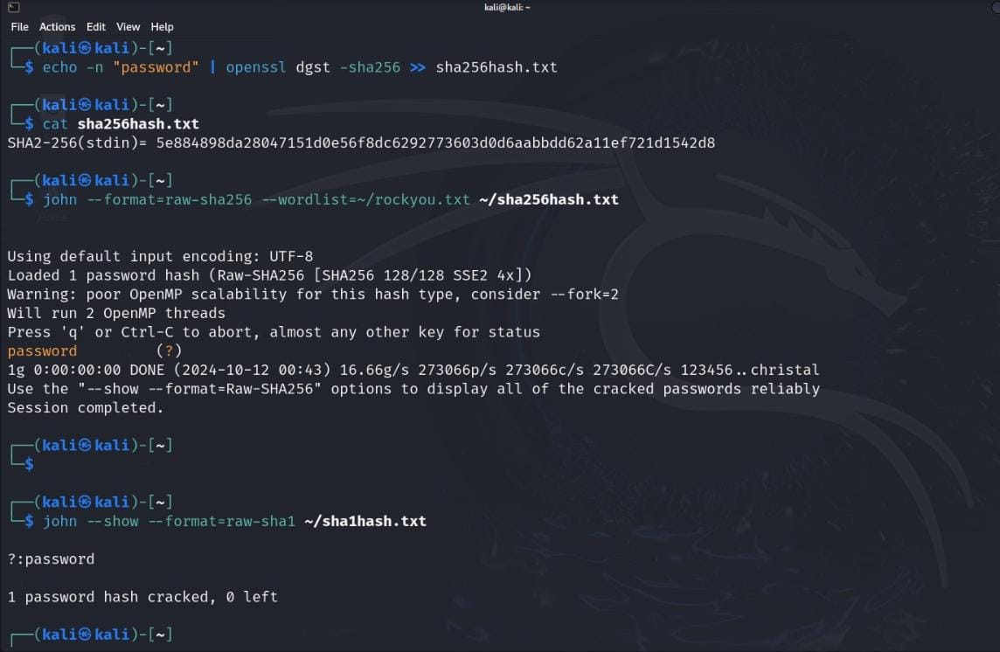 kali@kali: ~
File Actions Edit View Help
┌──(kali㉿kali)-[~]
└─$ echo -n "password" | openssl dgst -sha256 >> sha256hash.txt
┌──(kali㉿kali)-[~]
└─$ cat sha256hash.txt
SHA2-256(stdin)= 5e884898da28047151d0e56f8dc6292773603d0d6aabbdd62a11ef721d1542d8
┌──(kali㉿kali)-[~]
└─$ john --format=raw-sha256 --wordlist=~/rockyou.txt ~/sha256hash.txt
Home
Using default input encoding: UTF-8
Loaded 1 password hash (Raw-SHA256 [SHA256 128/128 SSE2 4x])
Warning: poor OpenMP scalability for this hash type, consider --fork=2
Will run 2 OpenMP threads
Press 'q' or Ctrl-C to abort, almost any other key for status
password (?)
1g 0:00:00:00 DONE (2024-10-12 00:43) 16.66g/s 273066p/s 273066c/s 273066C/s 123456..christal
Use the "--show --format=Raw-SHA256" options to display all of the cracked passwords reliably
Session completed.
┌──(kali㉿kali)-[~]
└─$
┌──(kali㉿kali)-[~]
└─$ john --show --format=raw-sha1 ~/sha1hash.txt
?:password
1 password hash cracked, 0 left
┌──(kali㉿kali)-[~]